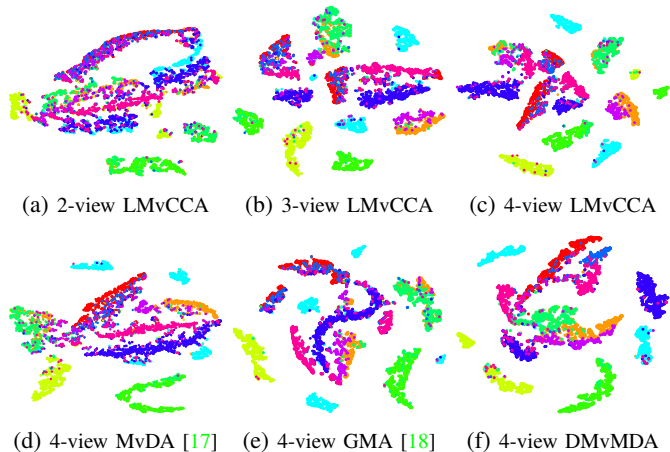 (a) 2-view LMvCCA
(b) 3-view LMvCCA
(c) 4-view LMvCCA
(d) 4-view MvDA [17]
(e) 4-view GMA [18]
(f) 4-view DMvMDA